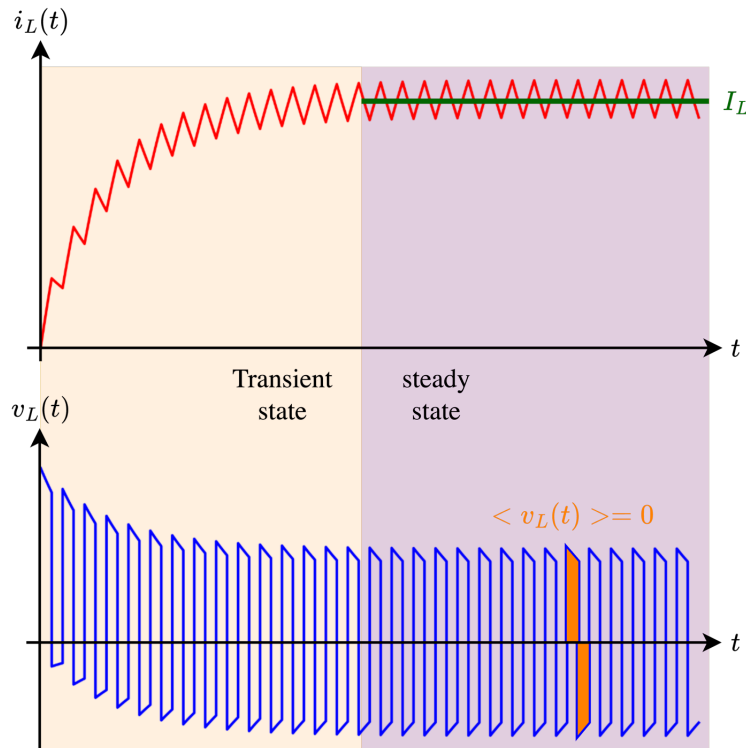 i_L(t)
I_L
t
Transient
state
steady
state
v_L(t)
< v_L(t) >= 0
t